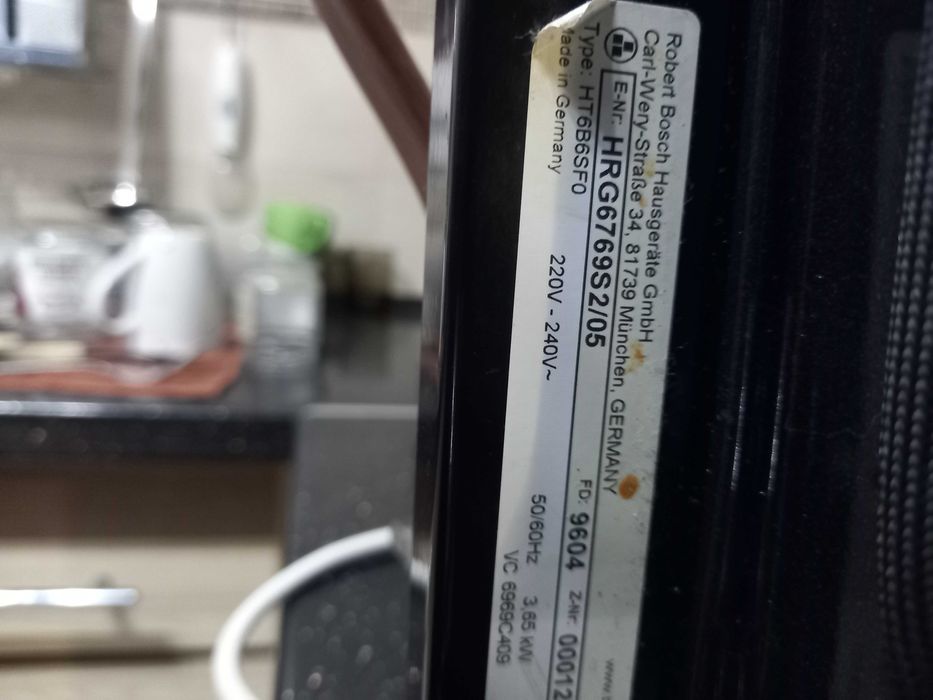 Robert Bosch Hausgeräte GmbH
Carl-Wery-Straße 34, 81739 München, GERMANY
E-Nr: HRG6769S2/05 FD: 9604 Z-Nr: 00012
Type: HT6B6SF0 220V - 240V~ 50/60Hz 3,65 kW
Made in Germany VC 6969C409